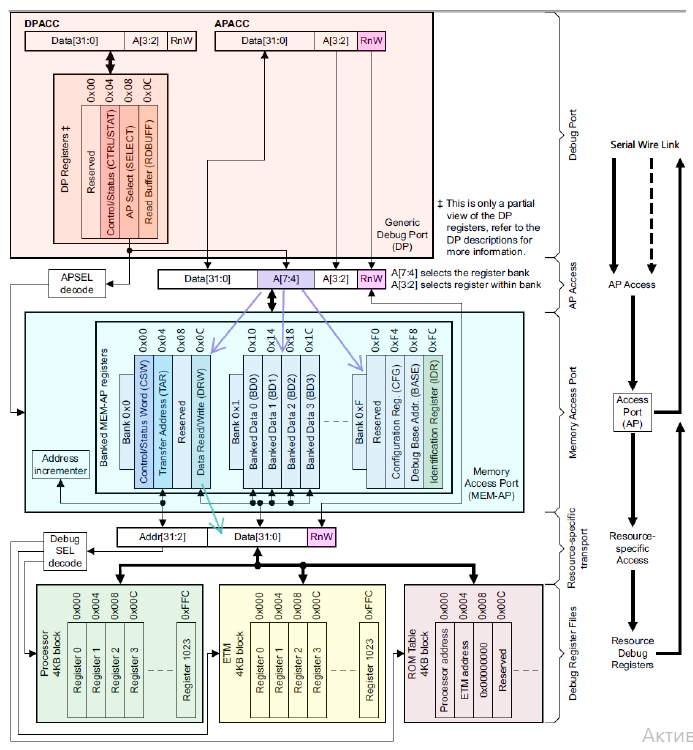 DPACC
APACC
Data[31:0]
A[3:2]
RnW
Data[31:0]
A[3:2]
RnW
DP Registers ‡
0x00
0x04
0x08
0x0C
Reserved
Control/Status (CTRL/STAT)
AP Select (SELECT)
Read Buffer (RDBUFF)
Generic
Debug Port
(DP)
‡ This is only a partial
view of the DP
registers, refer to the
DP descriptions for
more information.
Debug Port
Serial Wire Link
APSEL
decode
Data[31:0]
A[7:4]
A[3:2]
RnW
A[7:4] selects the register bank
A[3:2] selects register within bank
AP Access
AP Access
Banked MEM-AP registers
0x00
0x04
0x08
0x0C
Bank 0x0
Control/Status Word (CSW)
Transfer Address (TAR)
Reserved
Data Read/Write (DRW)
0x10
0x14
0x18
0x1C
Bank 0x1
Banked Data 0 (BD0)
Banked Data 1 (BD1)
Banked Data 2 (BD2)
Banked Data 3 (BD3)
0xF0
0xF4
0xF8
0xFC
Bank 0xF
Reserved
Configuration Reg. (CFG)
Debug Base Addr. (BASE)
Identification Register (IDR)
Address
incrementer
Memory
Access Port
(MEM-AP)
Memory Access Port
Access
Port
(AP)
Debug
SEL
decode
Addr[31:2]
Data[31:0]
RnW
Resource-specific
transport
Resource-
specific
Access
Processor
4KB block
0x000
0x004
0x008
0x00C
0xFFC
Register 0
Register 1
Register 2
Register 3
Register 1023
ETM
4KB block
0x000
0x004
0x008
0x00C
0xFFC
Register 0
Register 1
Register 2
Register 3
Register 1023
ROM Table
4KB block
0x000
0x004
0x008
0x00C
Processor address
ETM address
0x00000000
Reserved
Debug Register Files
Resource
Debug
Registers
Актив